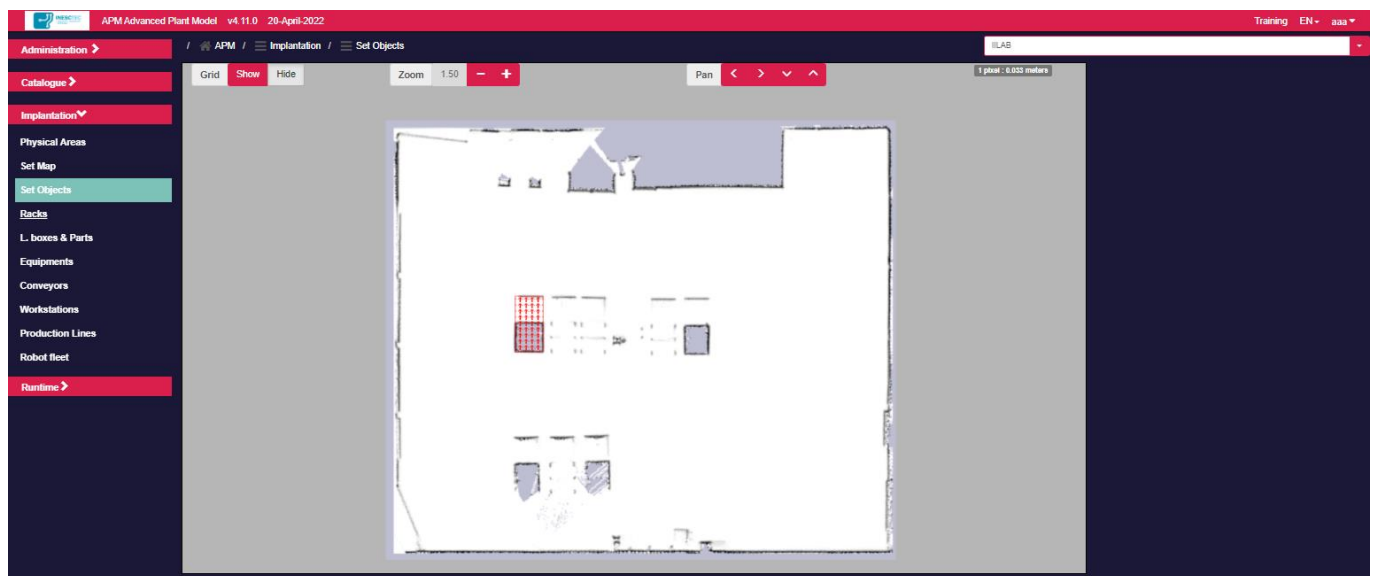 INESCTEC APM Advanced Plant Model v4.11.0 20-April-2022 Training EN aaa
Administration / APM / Implantation / Set Objects IILAB
Catalogue Grid Show Hide Zoom 1.50 − + Pan 1 pixel : 0.033 meters
Implantation
Physical Areas
Set Map
Set Objects
Racks
L. boxes & Parts
Equipments
Conveyors
Workstations
Production Lines
Robot fleet
Runtime